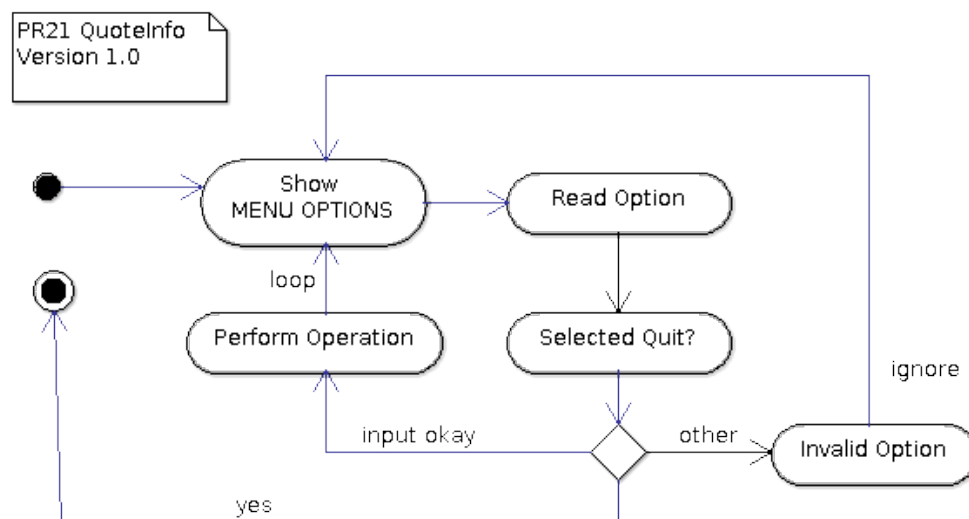 PR21 QuoteInfo
Version 1.0
Show
MENU OPTIONS
Read Option
loop
Perform Operation
Selected Quit?
ignore
input okay
other
Invalid Option
yes